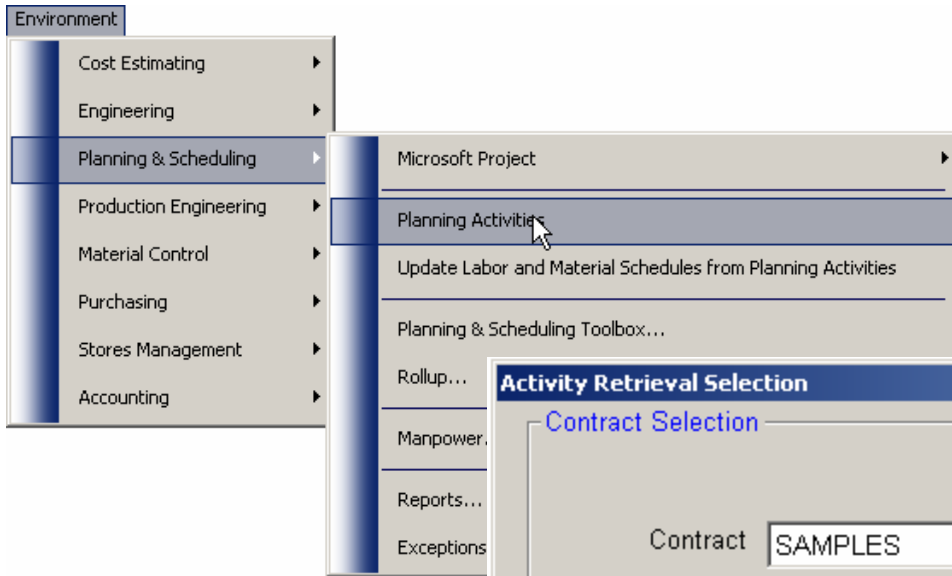 Environment
Cost Estimating
Engineering
Planning & Scheduling
Production Engineering
Material Control
Purchasing
Stores Management
Accounting
Microsoft Project
Planning Activities
Update Labor and Material Schedules from Planning Activities
Planning & Scheduling Toolbox...
Rollup...
Manpower.
Reports...
Exceptions
Activity Retrieval Selection
Contract Selection
Contract SAMPLES